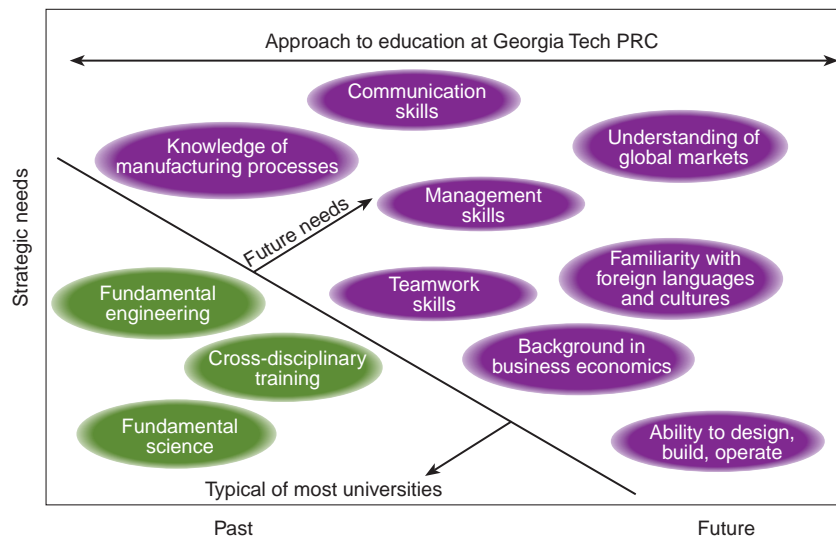 Approach to education at Georgia Tech PRC
Communication
skills
Knowledge of
manufacturing processes
Understanding of
global markets
Management
skills
Future needs
Strategic needs
Familiarity with
foreign languages
and cultures
Teamwork
skills
Fundamental
engineering
Cross-disciplinary
training
Background in
business economics
Fundamental
science
Ability to design,
build, operate
Typical of most universities
Past
Future